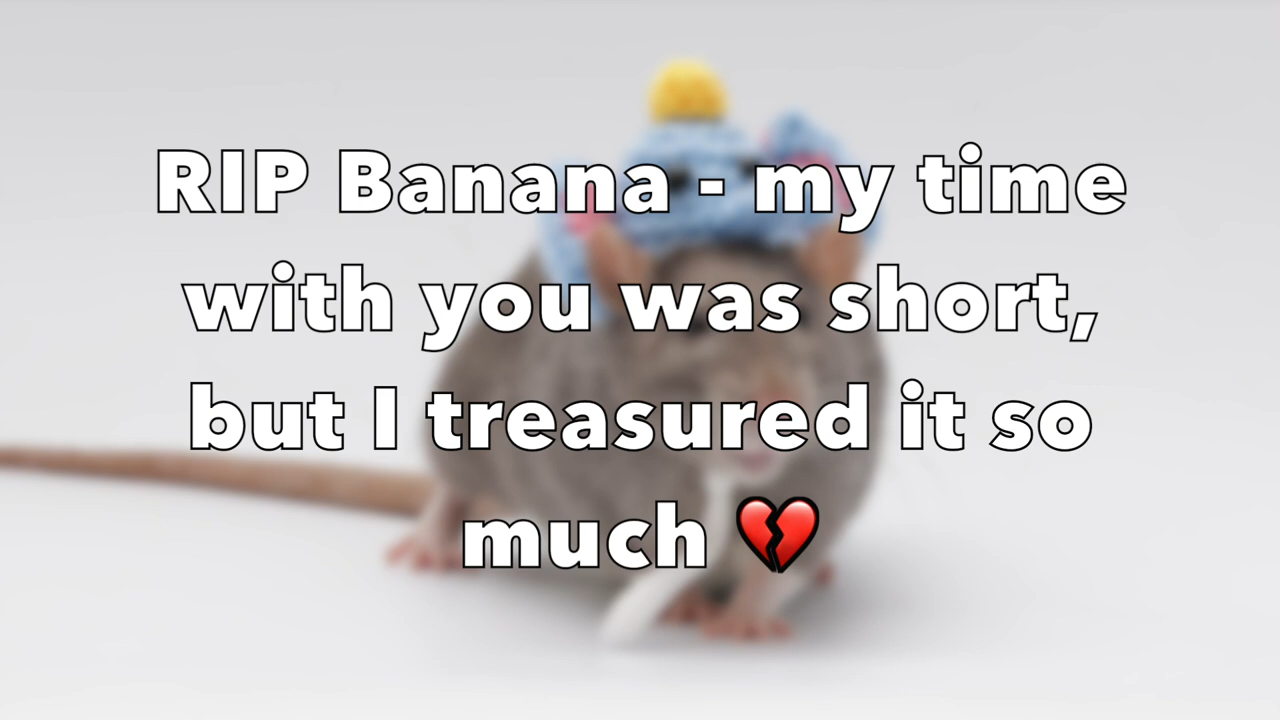 RIP Banana - my time
with you was short,
but I treasured it so
much 💔